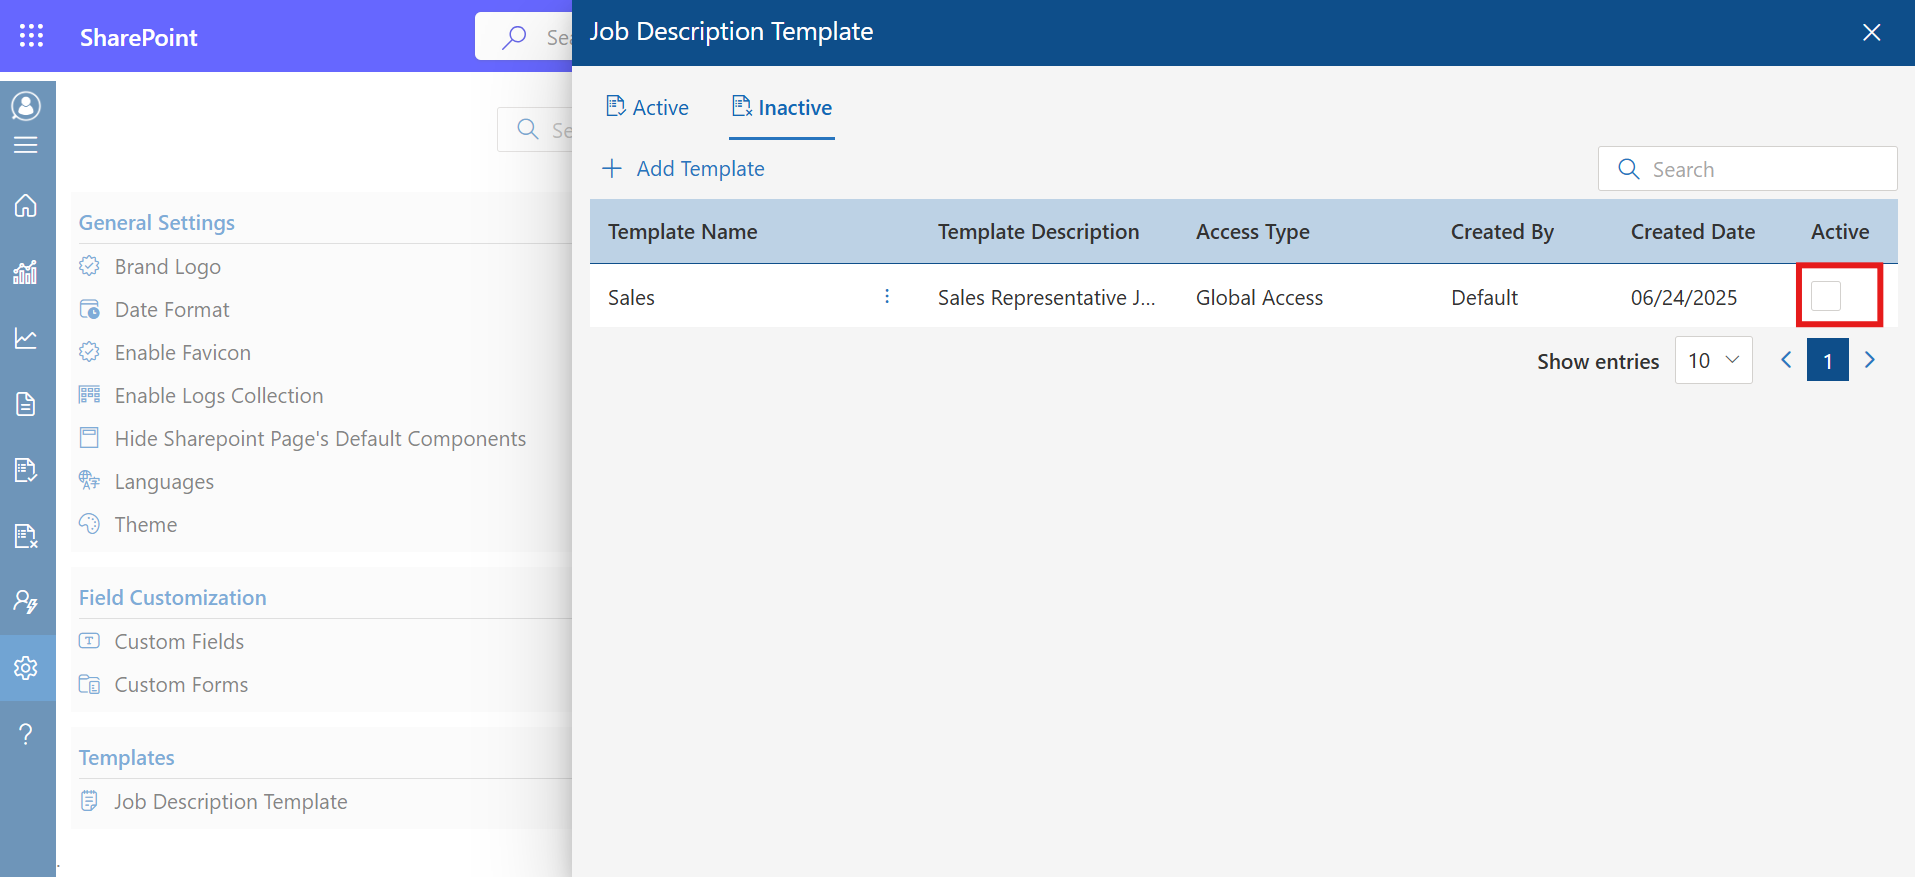 SharePoint
Sea
Job Description Template
Active
Inactive
Add Template
Search
Template Name
Template Description
Access Type
Created By
Created Date
Active
Sales
Sales Representative J...
Global Access
Default
06/24/2025
Show entries
10
1
Se
General Settings
Brand Logo
Date Format
Enable Favicon
Enable Logs Collection
Hide Sharepoint Page's Default Components
Languages
Theme
Field Customization
Custom Fields
Custom Forms
Templates
Job Description Template